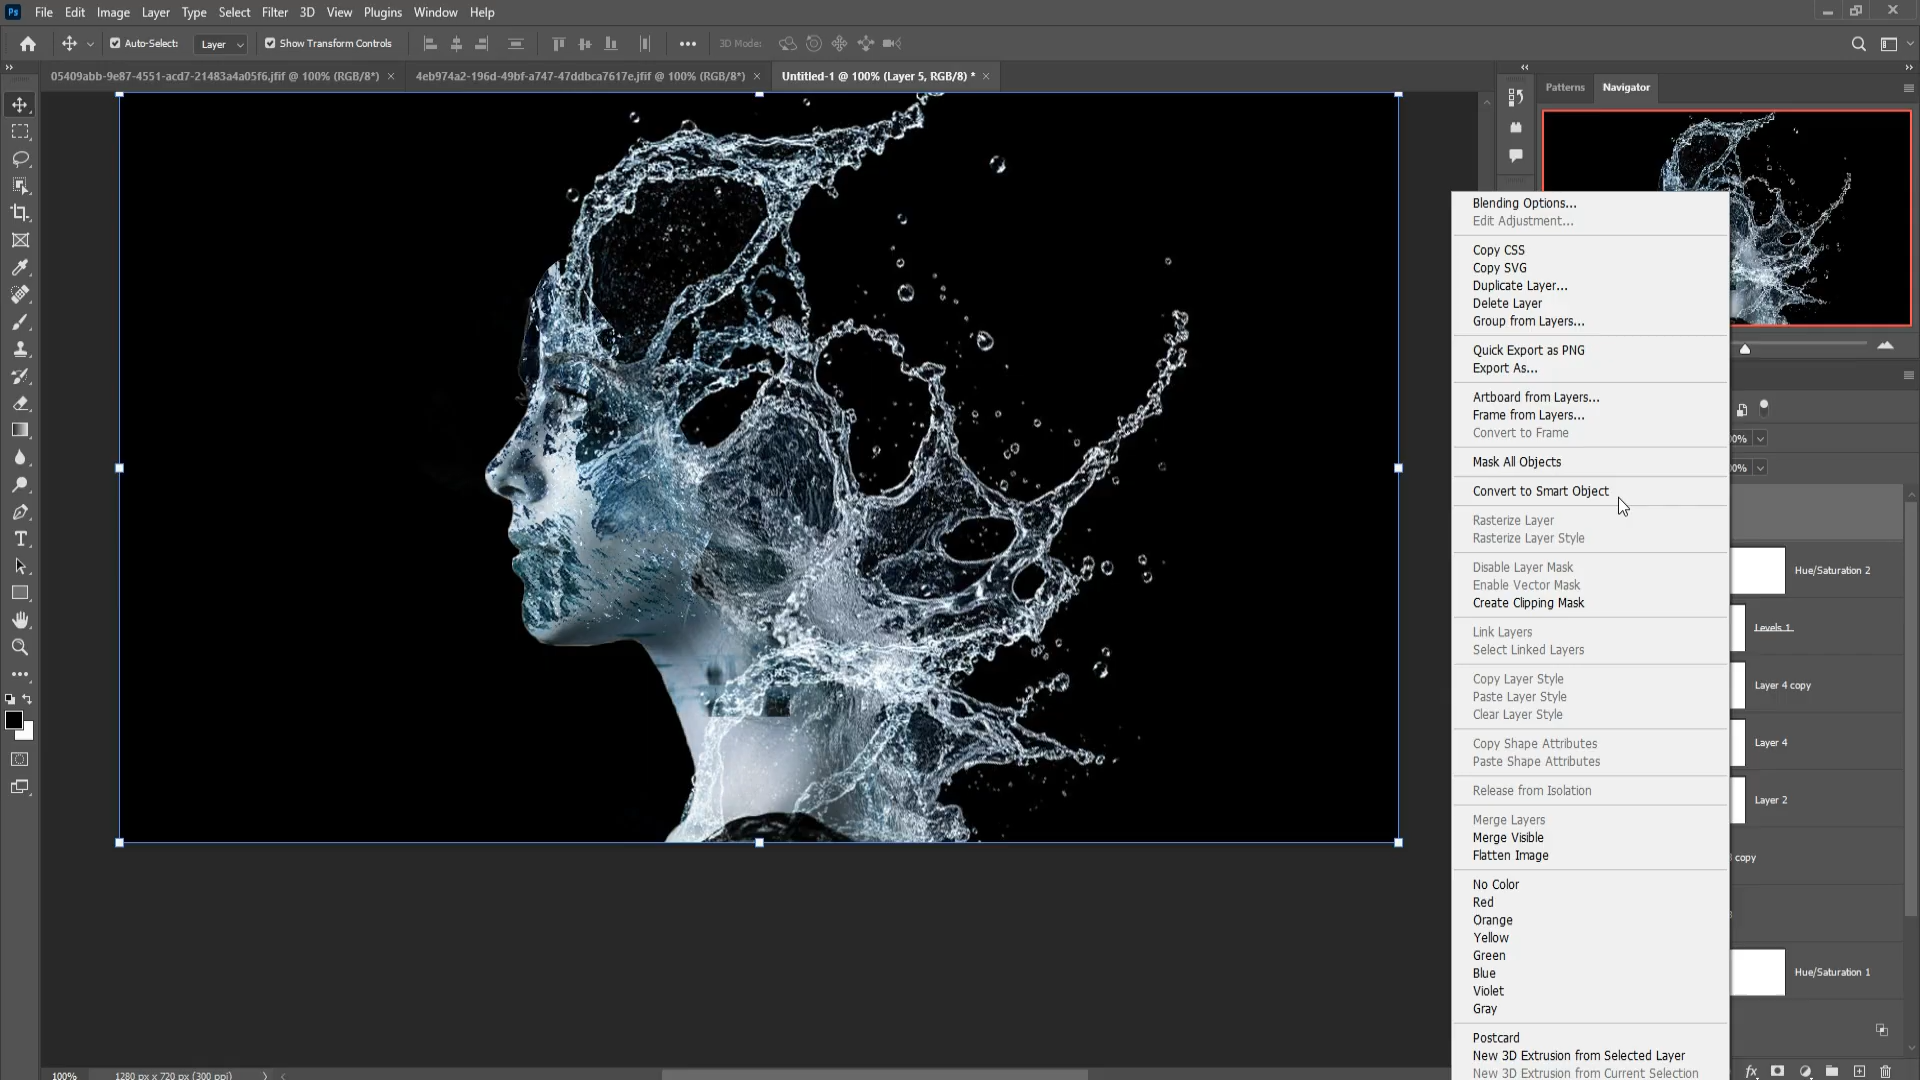 Ps File Edit Image Layer Type Select Filter 3D View Plugins Window Help
Auto-Select: Layer Show Transform Controls 3D Mode:
05409abb-9e87-4551-acd7-21483a4a05f6.jfif @ 100% (RGB/8*) 4eb974a2-196d-49bf-a747-47ddbca7617e.jfif @ 100% (RGB/8*) Untitled-1 @ 100% (Layer 5, RGB/8) *
Patterns Navigator
Blending Options...
Edit Adjustment...
Copy CSS
Copy SVG
Duplicate Layer...
Delete Layer
Group from Layers...
Quick Export as PNG
Export As...
Artboard from Layers...
Frame from Layers...
Convert to Frame
Mask All Objects
Convert to Smart Object
Rasterize Layer
Rasterize Layer Style
Disable Layer Mask
Enable Vector Mask
Create Clipping Mask
Link Layers
Select Linked Layers
Copy Layer Style
Paste Layer Style
Clear Layer Style
Copy Shape Attributes
Paste Shape Attributes
Release from Isolation
Merge Layers
Merge Visible
Flatten Image
No Color
Red
Orange
Yellow
Green
Blue
Violet
Gray
Postcard
New 3D Extrusion from Selected Layer
New 3D Extrusion from Current Selection
0%
0%
Hue/Saturation 2
Levels 1
Layer 4 copy
Layer 4
Layer 2
copy
Hue/Saturation 1
fx
100% 1280 px x 720 px (300 ppi)